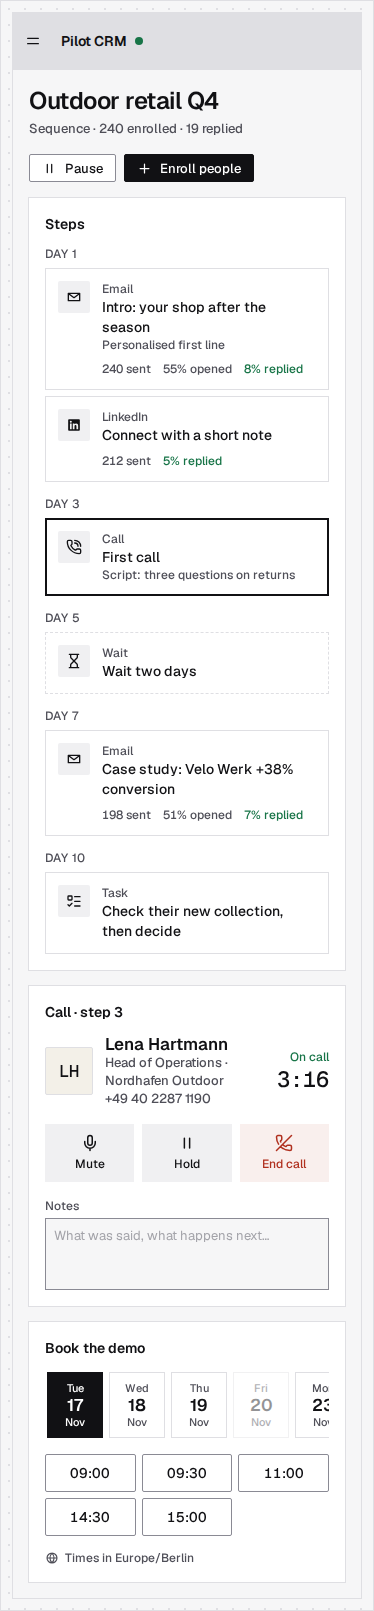 Pilot CRM
Outdoor retail Q4
Sequence · 240 enrolled · 19 replied
Pause
Enroll people
Steps
DAY 1
Email
Intro: your shop after the
season
Personalised first line
240 sent 55% opened 8% replied
LinkedIn
Connect with a short note
212 sent 5% replied
DAY 3
Call
First call
Script: three questions on returns
DAY 5
Wait
Wait two days
DAY 7
Email
Case study: Velo Werk +38%
conversion
198 sent 51% opened 7% replied
DAY 10
Task
Check their new collection,
then decide
Call · step 3
LH
Lena Hartmann
Head of Operations ·
Nordhafen Outdoor
+49 40 2287 1190
On call
3:16
Mute
Hold
End call
Notes
What was said, what happens next…
Book the demo
Tue
17
Nov
Wed
18
Nov
Thu
19
Nov
Fri
20
Nov
Mon
23
Nov
09:00
09:30
11:00
14:30
15:00
Times in Europe/Berlin